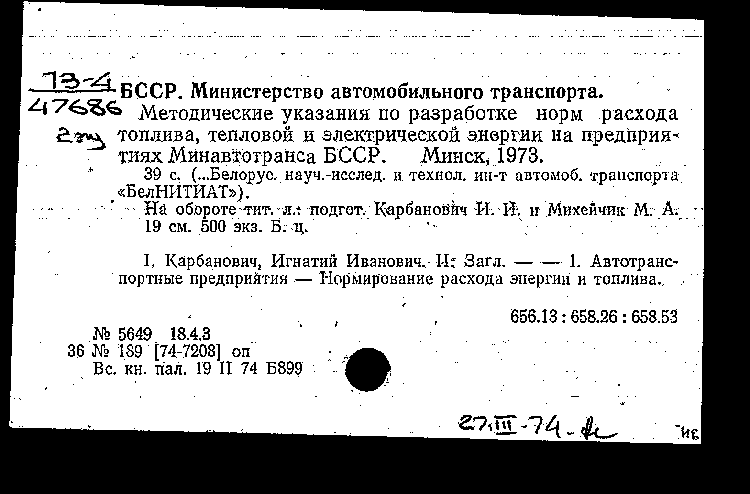 73-4
47686
2 экз
БССР. Министерство автомобильного транспорта.
Методические указания по разработке норм расхода
топлива, тепловой и электрической энергии на предприя-
тиях Минавтотранса БССР. Минск, 1973.
39 с. (...Белорус. науч.-исслед. и технол. ин-т автомоб. транспорта
«БелНИТИАТ»).
На обороте тит. л.: подгот. Карбанович И. И. и Михейчик М. А.
19 см. 500 экз. Б. ц.
I. Карбанович, Игнатий Иванович. II. Загл. — — 1. Автотранс-
портные предприятия — Нормирование расхода энергии и топлива.
656.13 : 658.26 : 658.53
№ 5649 18.4.3
36 № 189 [74-7203] оп
Вс. кн. пал. 19 II 74 Б899
27.III-74